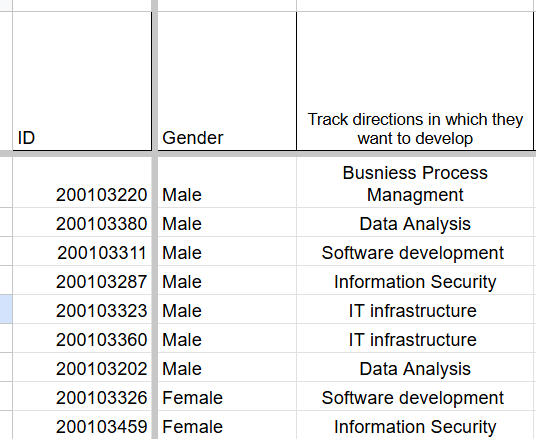 ID Gender Track directions in which they
want to develop
200103220 Male Busniess Process
Managment
200103380 Male Data Analysis
200103311 Male Software development
200103287 Male Information Security
200103323 Male IT infrastructure
200103360 Male IT infrastructure
200103202 Male Data Analysis
200103326 Female Software development
200103459 Female Information Security